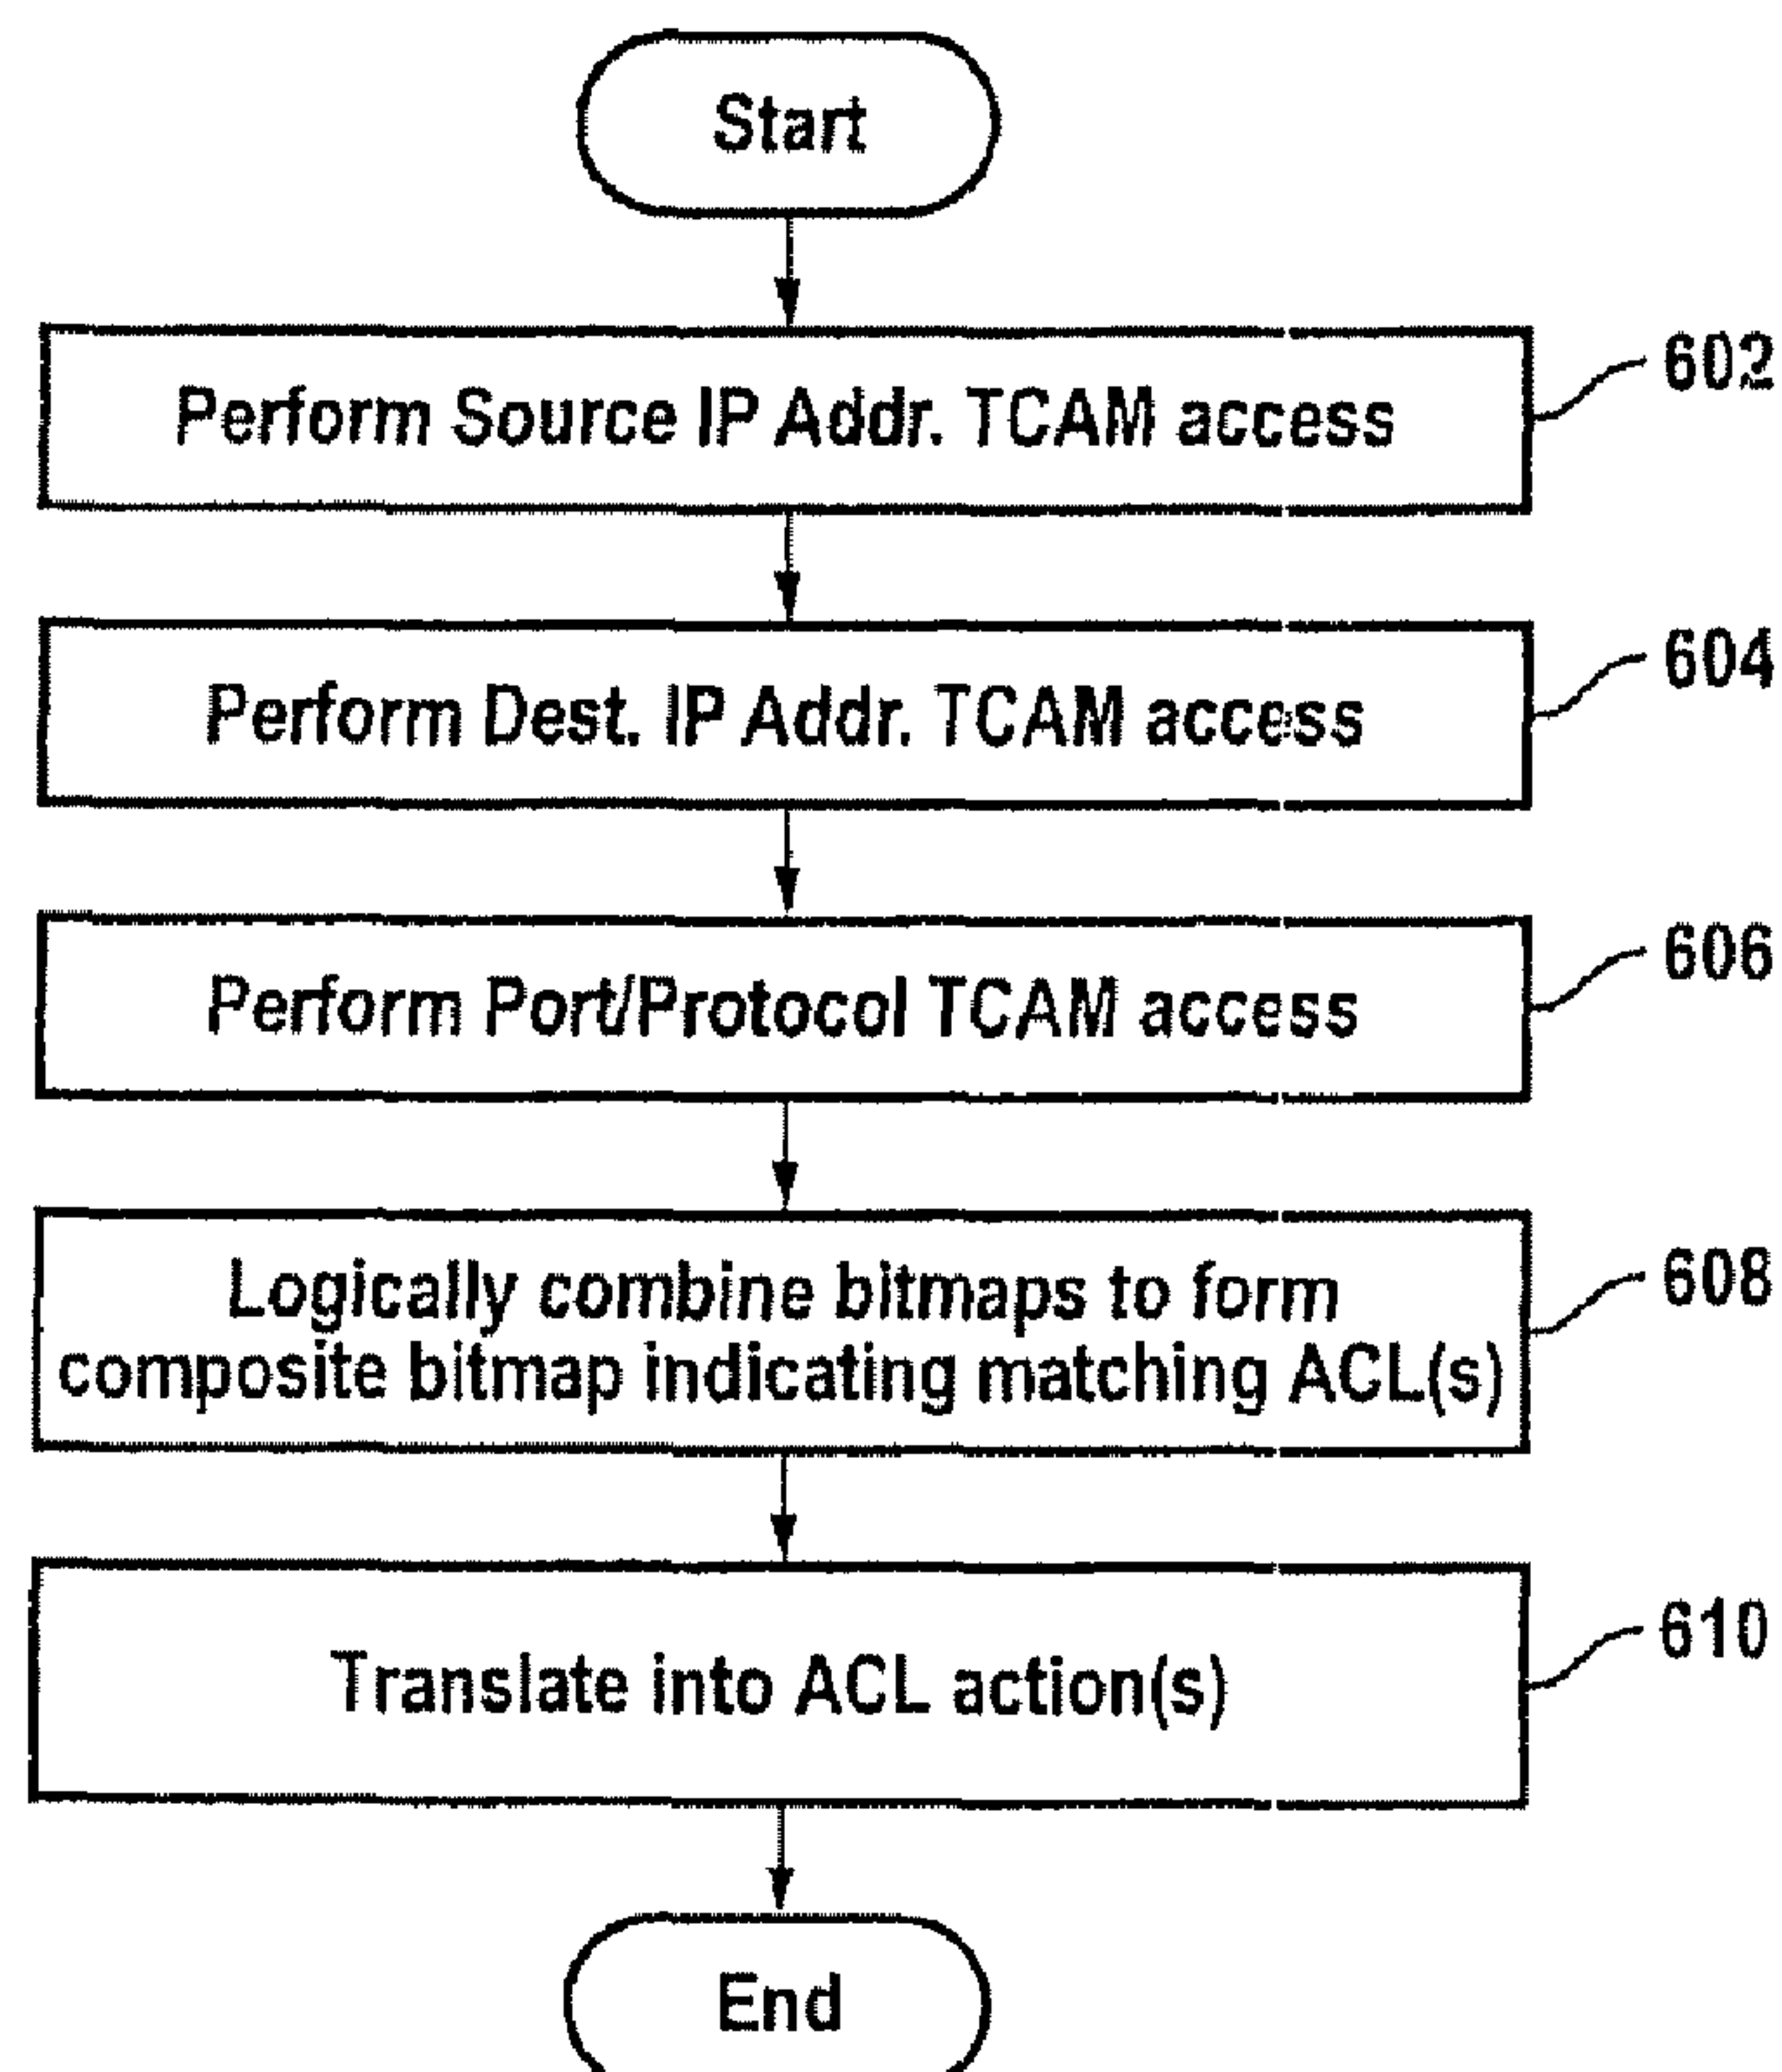 Start
Perform Source IP Addr. TCAM access
602
Perform Dest. IP Addr. TCAM access
604
Perform Port/Protocol TCAM access
606
Logically combine bitmaps to form
composite bitmap indicating matching ACL(s)
608
Translate into ACL action(s)
610
End